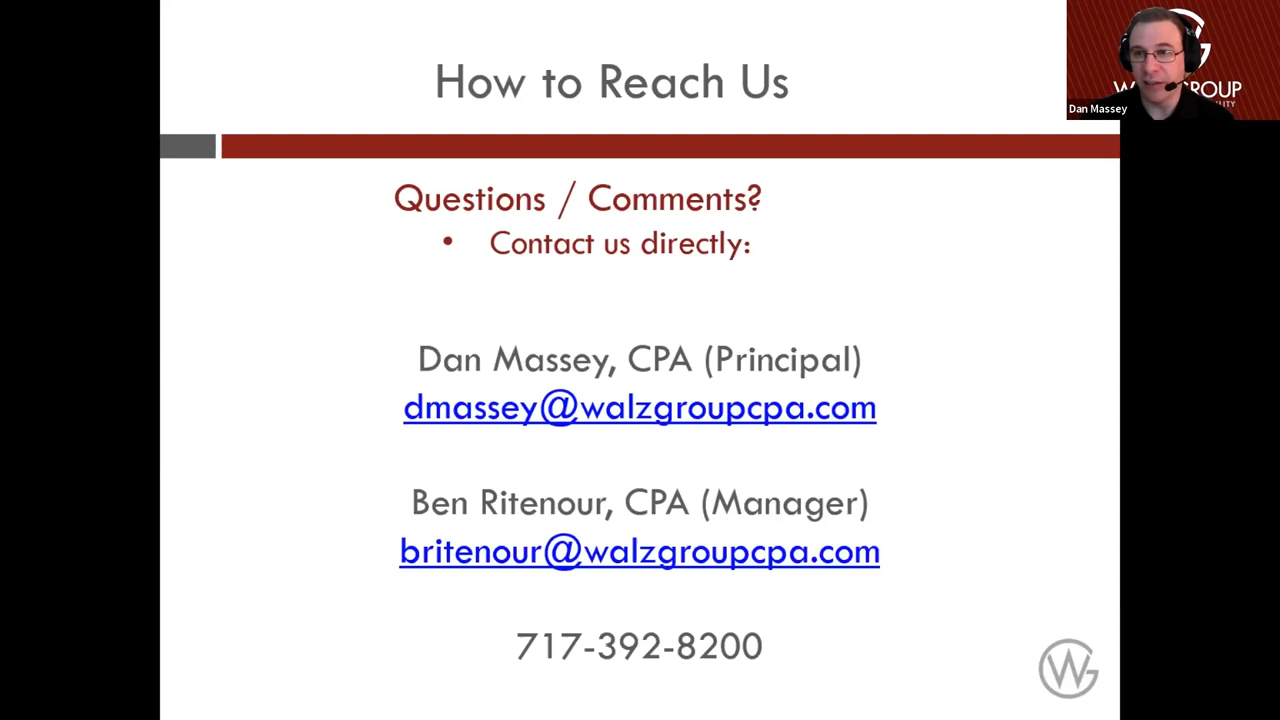 How to Reach Us
Dan Massey
Questions / Comments?
• Contact us directly:
Dan Massey, CPA (Principal)
dmassey@walzgroupcpa.com
Ben Ritenour, CPA (Manager)
britenour@walzgroupcpa.com
717-392-8200